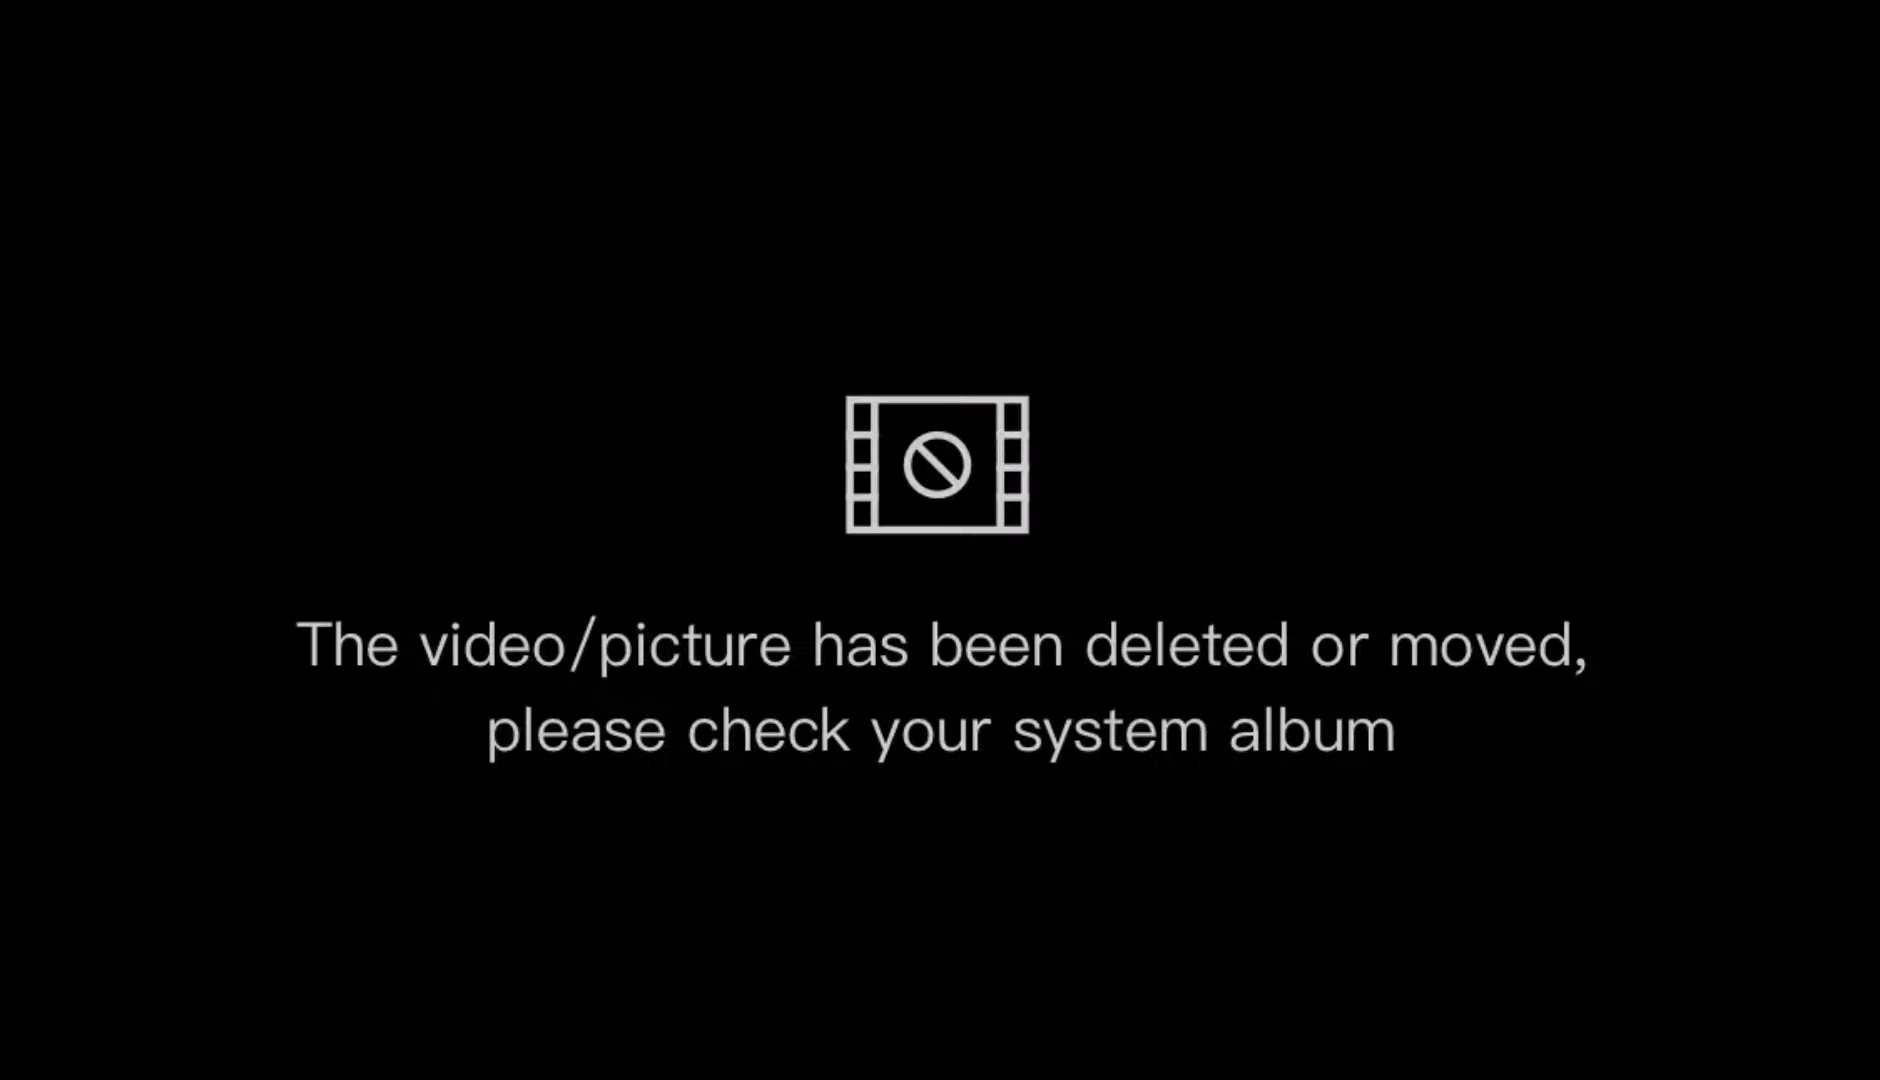 The video/picture has been deleted or moved,
please check your system album